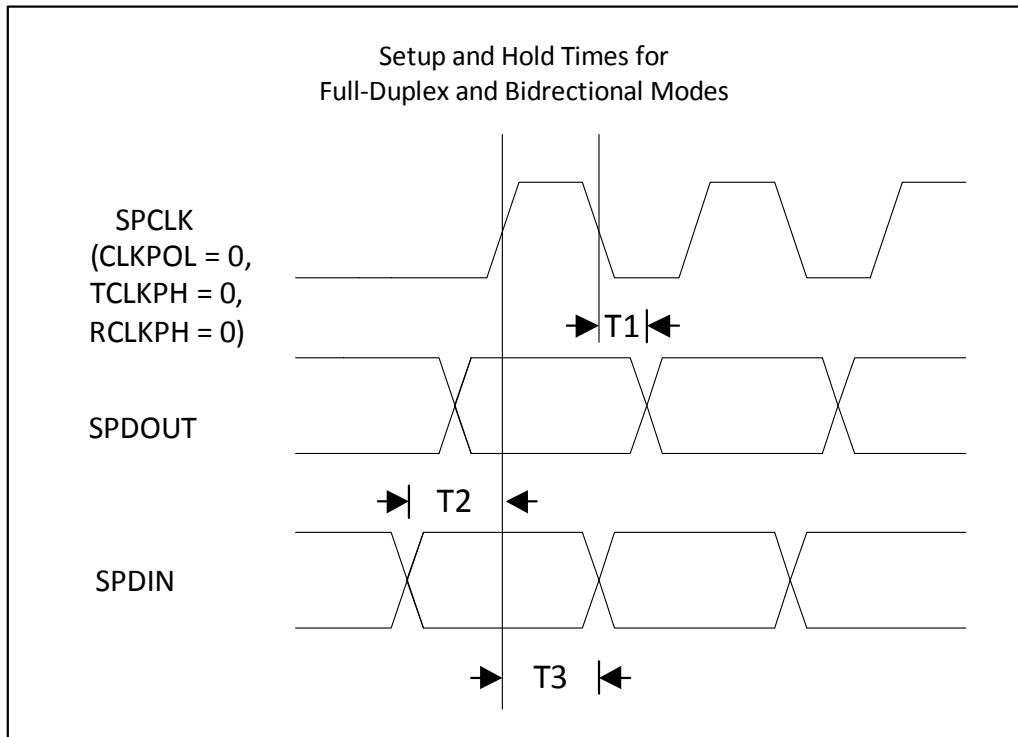 Setup and Hold Times for
Full-Duplex and Bidrectional Modes
SPCLK
(CLKPOL = 0,
TCLKPH = 0,
RCLKPH = 0)
T1
SPDOUT
T2
SPDIN
T3